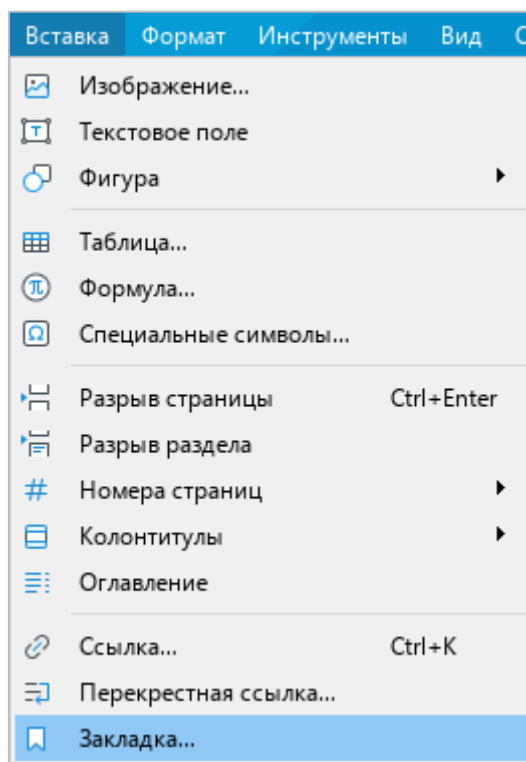 Вставка Формат Инструменты Вид
Изображение...
Текстовое поле
Фигура
Таблица...
Формула...
Специальные символы...
Разрыв страницы Ctrl+Enter
Разрыв раздела
Номера страниц
Колонтитулы
Оглавление
Ссылка... Ctrl+K
Перекрестная ссылка...
Закладка...